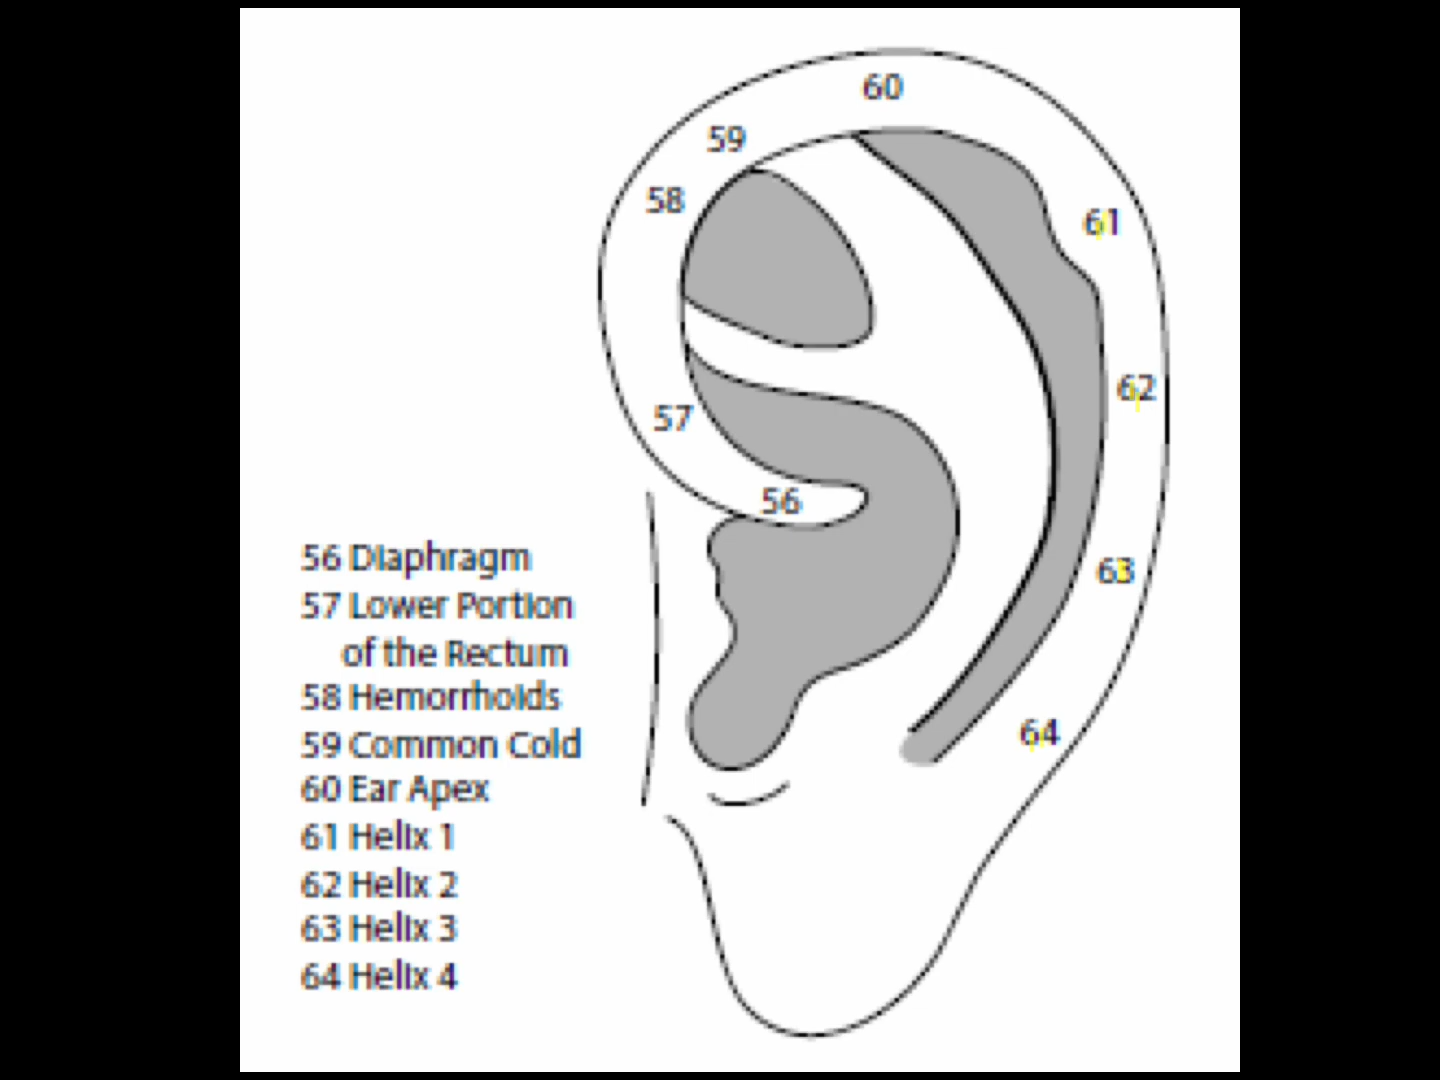 60
59
58
61
62
57
56
63
64
56 Diaphragm
57 Lower Portion
of the Rectum
58 Hemorrhoids
59 Common Cold
60 Ear Apex
61 Helix 1
62 Helix 2
63 Helix 3
64 Helix 4